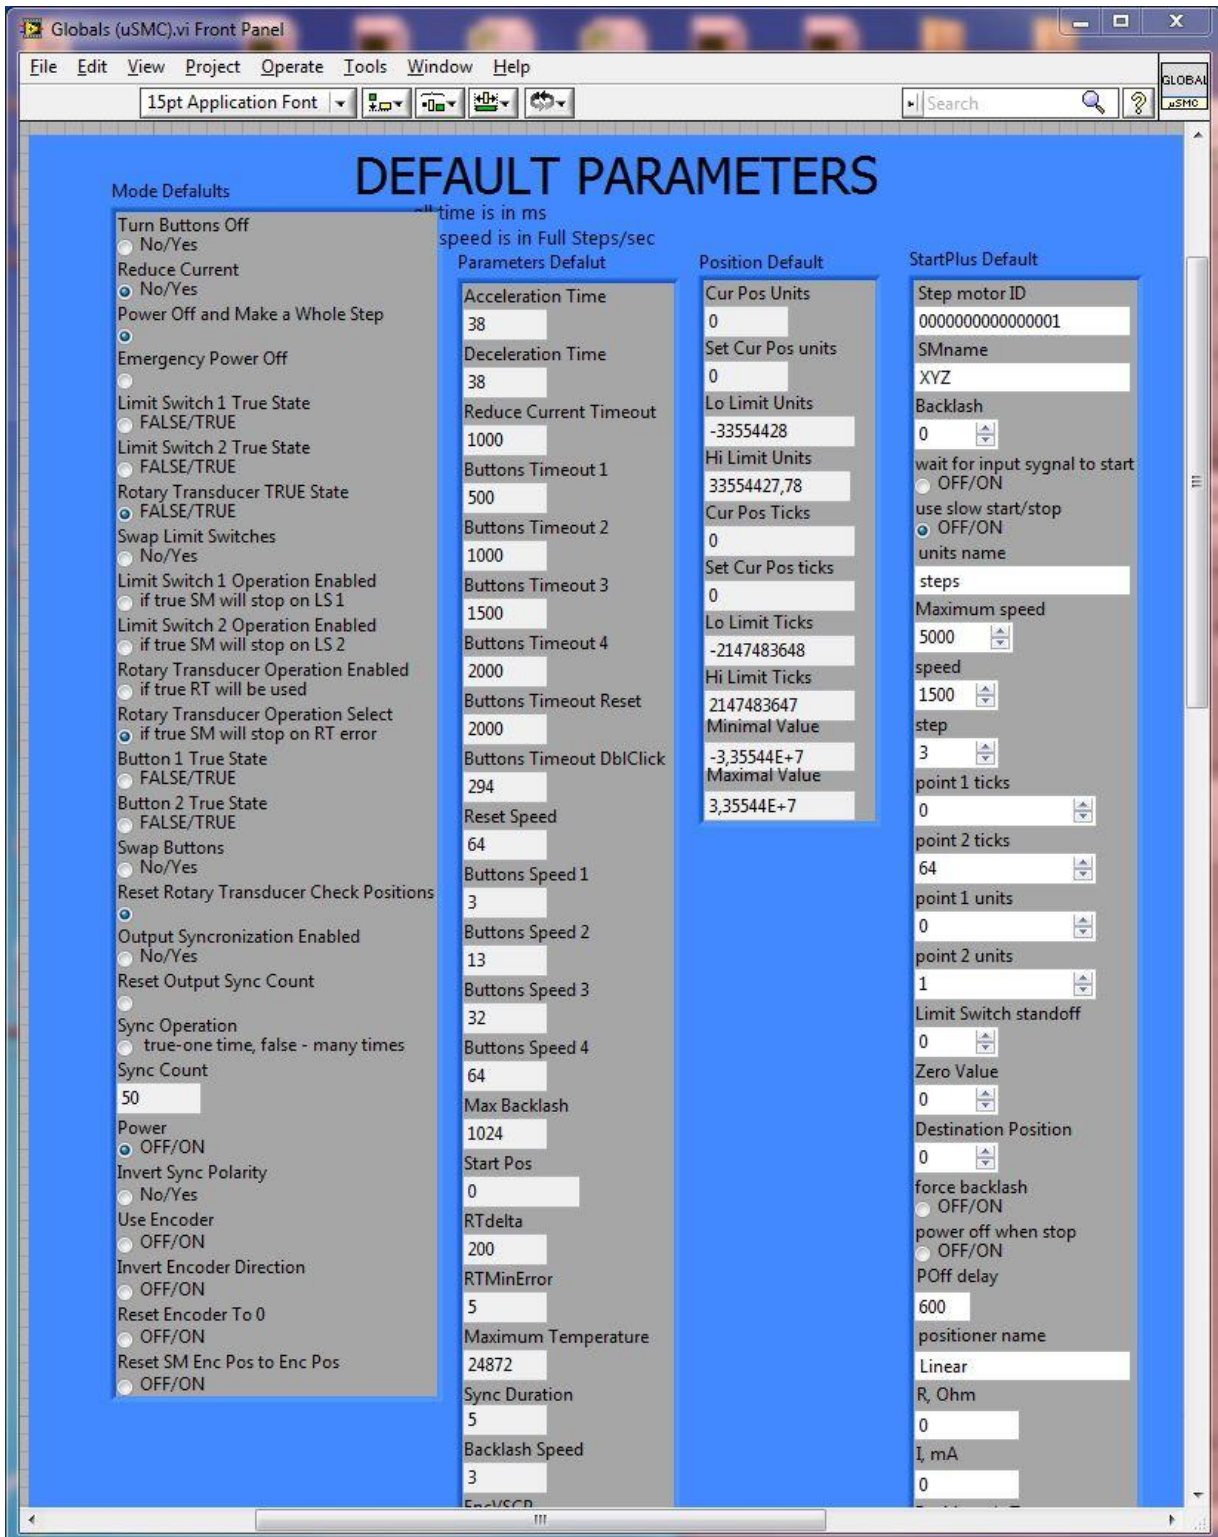 Globals (uSMC).vi Front Panel
File Edit View Project Operate Tools Window Help
15pt Application Font
Search
GLOBAL
µSMC
DEFAULT PARAMETERS
time is in ms
speed is in Full Steps/sec
Mode Defalults
Turn Buttons Off
No/Yes
Reduce Current
No/Yes
Power Off and Make a Whole Step
Emergency Power Off
Limit Switch 1 True State
FALSE/TRUE
Limit Switch 2 True State
FALSE/TRUE
Rotary Transducer TRUE State
FALSE/TRUE
Swap Limit Switches
No/Yes
Limit Switch 1 Operation Enabled
if true SM will stop on LS 1
Limit Switch 2 Operation Enabled
if true SM will stop on LS 2
Rotary Transducer Operation Enabled
if true RT will be used
Rotary Transducer Operation Select
if true SM will stop on RT error
Button 1 True State
FALSE/TRUE
Button 2 True State
FALSE/TRUE
Swap Buttons
No/Yes
Reset Rotary Transducer Check Positions
Output Syncronization Enabled
No/Yes
Reset Output Sync Count
Sync Operation
true-one time, false - many times
Sync Count
50
Power
OFF/ON
Invert Sync Polarity
No/Yes
Use Encoder
OFF/ON
Invert Encoder Direction
OFF/ON
Reset Encoder To 0
OFF/ON
Reset SM Enc Pos to Enc Pos
OFF/ON
Parameters Defalut
Acceleration Time
38
Deceleration Time
38
Reduce Current Timeout
1000
Buttons Timeout 1
500
Buttons Timeout 2
1000
Buttons Timeout 3
1500
Buttons Timeout 4
2000
Buttons Timeout Reset
2000
Buttons Timeout DblClick
294
Reset Speed
64
Buttons Speed 1
3
Buttons Speed 2
13
Buttons Speed 3
32
Buttons Speed 4
64
Max Backlash
1024
Start Pos
0
RTdelta
200
RTMinError
5
Maximum Temperature
24872
Sync Duration
5
Backlash Speed
3
Position Default
Cur Pos Units
0
Set Cur Pos units
0
Lo Limit Units
-33554428
Hi Limit Units
33554427,78
Cur Pos Ticks
0
Set Cur Pos ticks
0
Lo Limit Ticks
-2147483648
Hi Limit Ticks
2147483647
Minimal Value
-3,35544E+7
Maximal Value
3,35544E+7
StartPlus Default
Step motor ID
0000000000000001
SMname
XYZ
Backlash
0
wait for input sygnal to start
OFF/ON
use slow start/stop
OFF/ON
units name
steps
Maximum speed
5000
speed
1500
step
3
point 1 ticks
0
point 2 ticks
64
point 1 units
0
point 2 units
1
Limit Switch standoff
0
Zero Value
0
Destination Position
0
force backlash
OFF/ON
power off when stop
OFF/ON
POff delay
600
positioner name
Linear
R, Ohm
0
I, mA
0